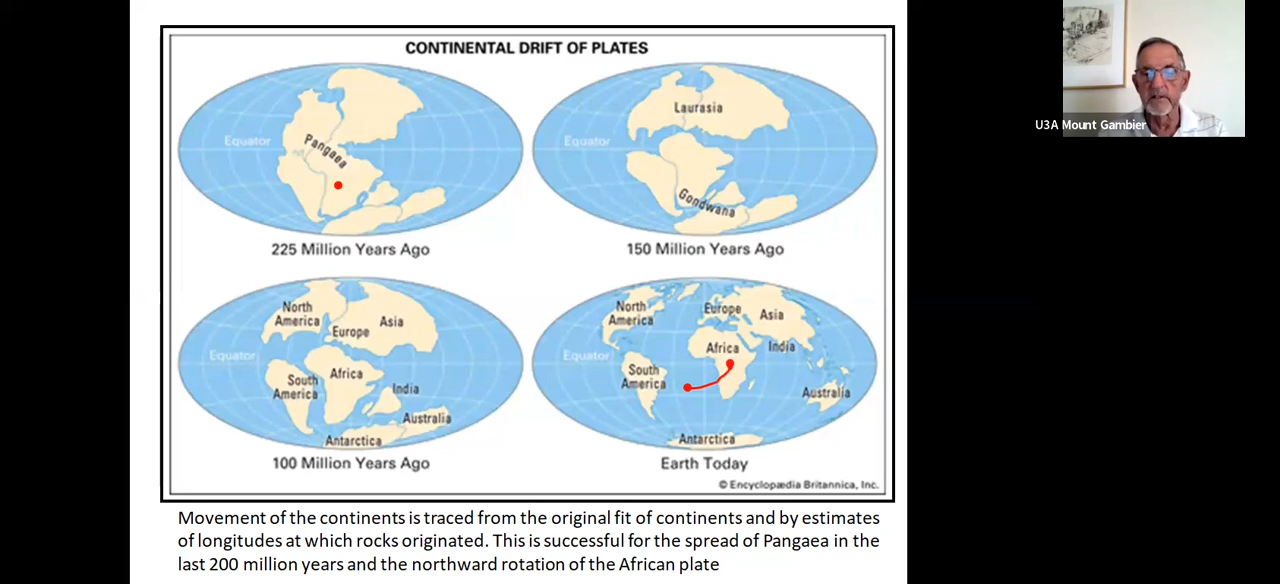 CONTINENTAL DRIFT OF PLATES
Equator
Pangaea
225 Million Years Ago
Equator
Laurasia
Gondwana
150 Million Years Ago
North
America
Europe
Asia
Equator
South
America
Africa
India
Australia
Antarctica
100 Million Years Ago
North
America
Europe
Asia
Equator
Africa
India
South
America
Australia
Antarctica
Earth Today
© Encyclopædia Britannica, Inc.
Movement of the continents is traced from the original fit of continents and by estimates
of longitudes at which rocks originated. This is successful for the spread of Pangaea in the
last 200 million years and the northward rotation of the African plate
U3A Mount Gambier